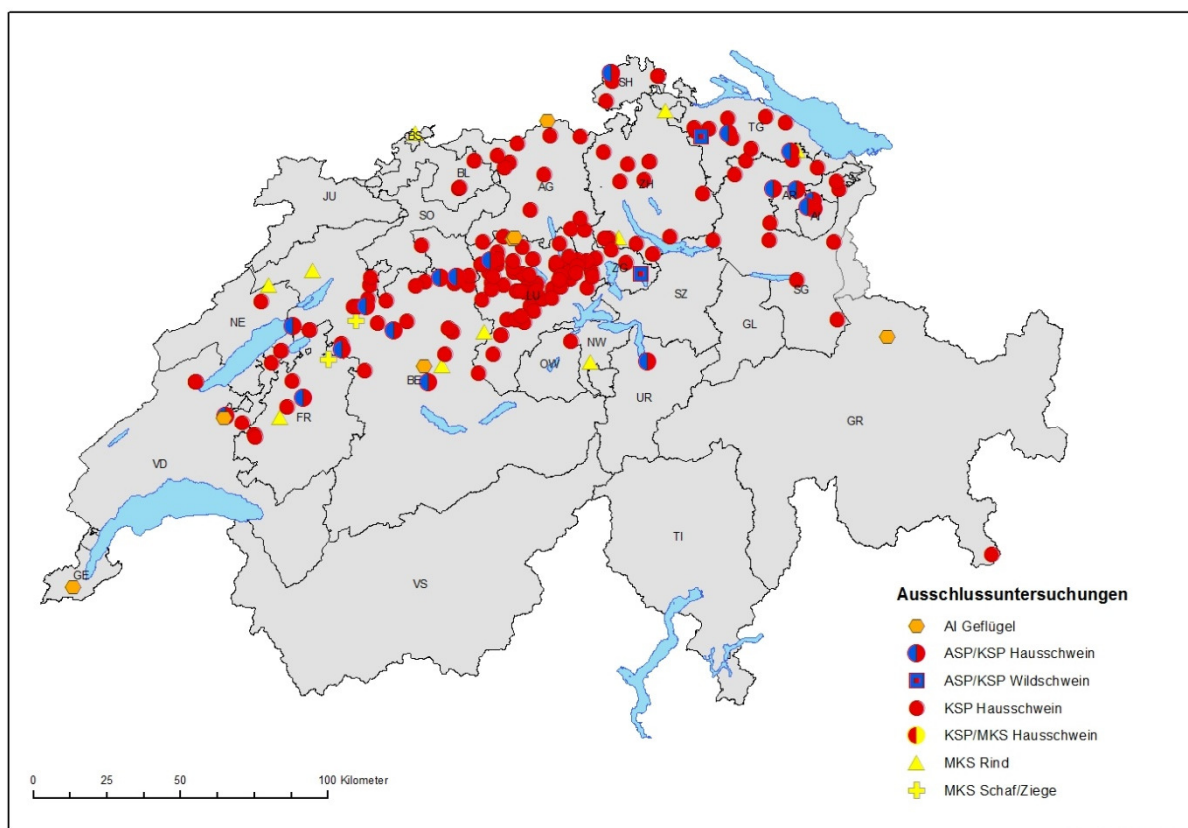 SH
TG
BS
BL
AG
ZH
AR
AI
JU
SO
ZG
LU
SZ
SG
NE
GL
NW
OW
BE
UR
FR
GR
VD
TI
GE
VS
Ausschlussuntersuchungen
AI Geflügel
ASP/KSP Hausschwein
ASP/KSP Wildschwein
KSP Hausschwein
KSP/MKS Hausschwein
MKS Rind
MKS Schaf/Ziege
0 25 50 100 Kilometer